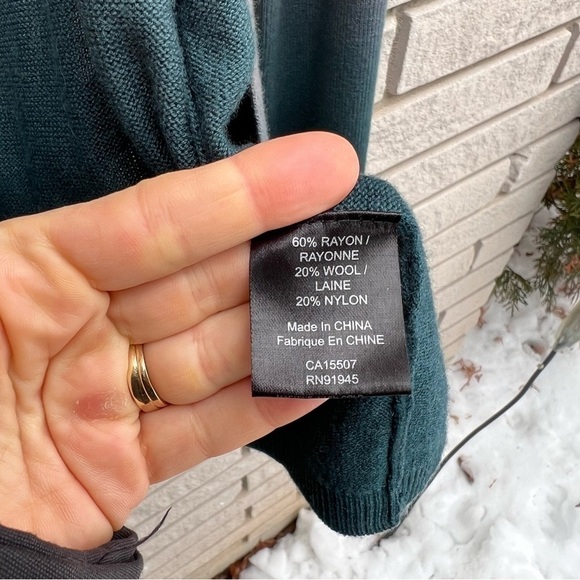 60% RAYON /
RAYONNE
20% WOOL /
LAINE
20% NYLON
Made In CHINA
Fabrique En CHINE
CA15507
RN91945